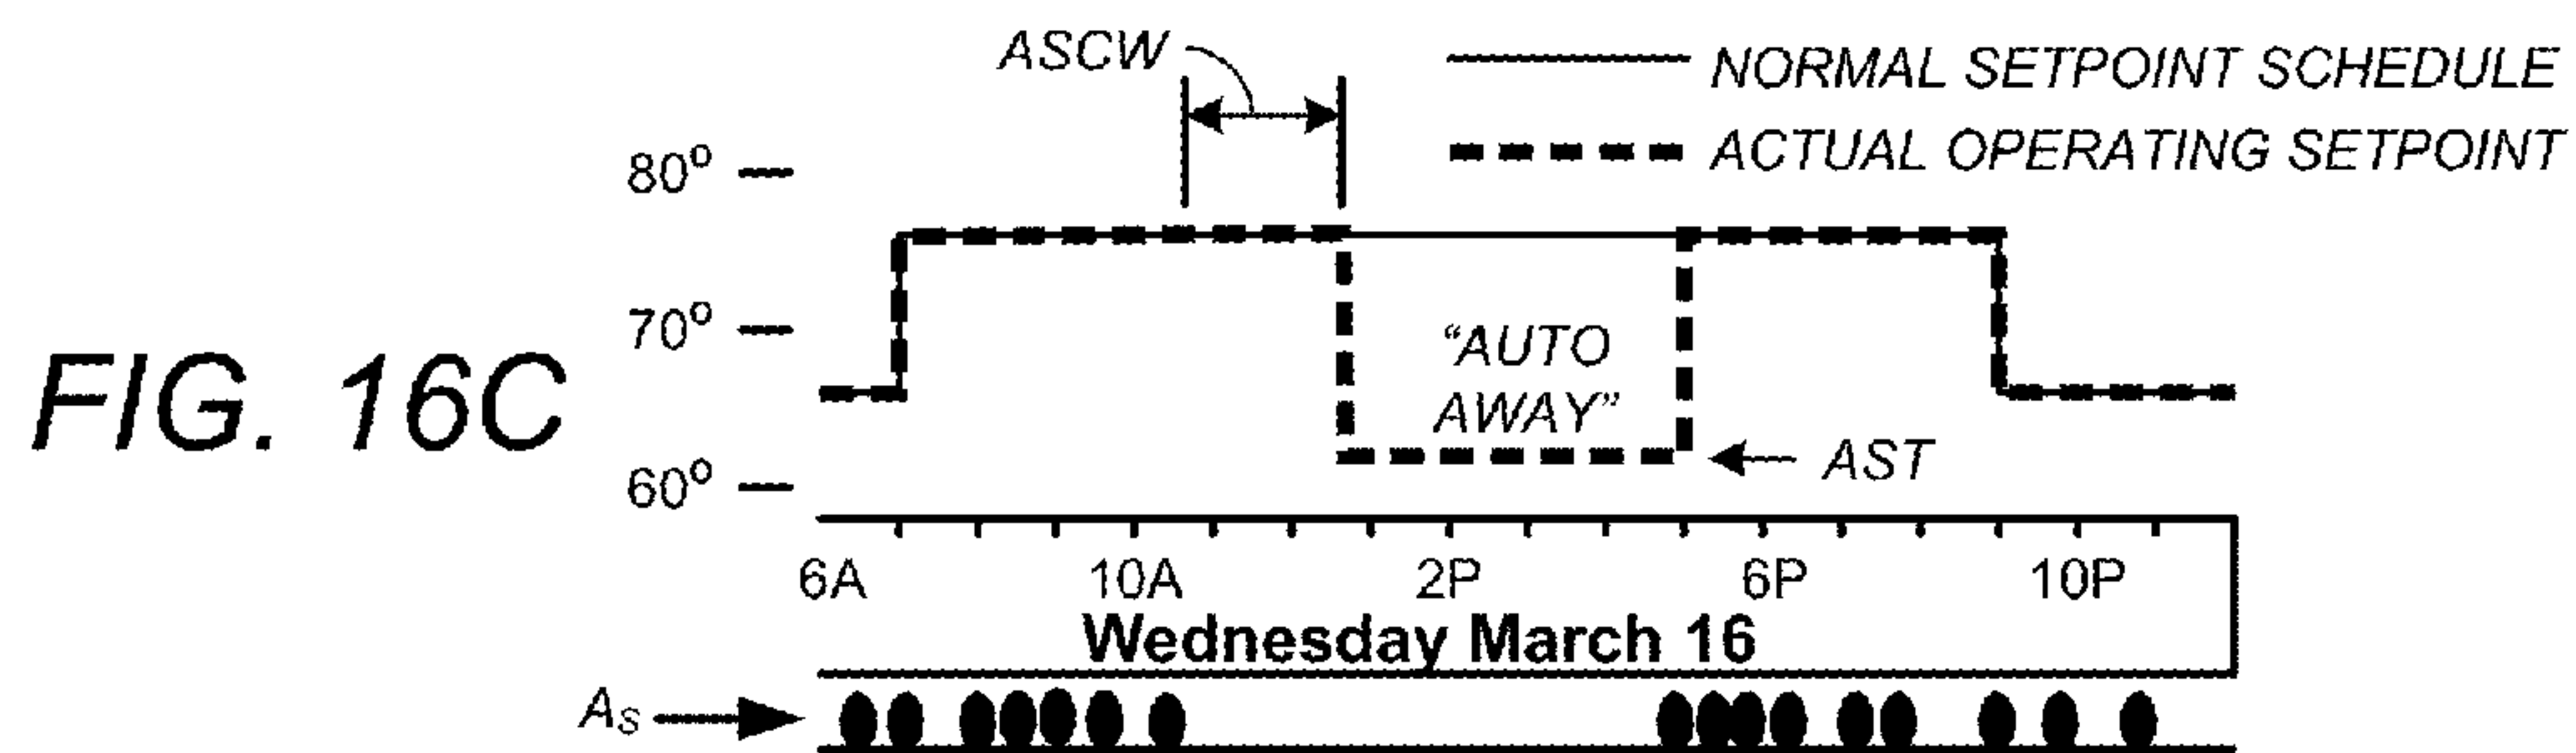 FIG. 16C
ASCW
NORMAL SETPOINT SCHEDULE
ACTUAL OPERATING SETPOINT
80°
70°
60°
"AUTO
AWAY"
AST
6A 10A 2P 6P 10P
Wednesday March 16
As